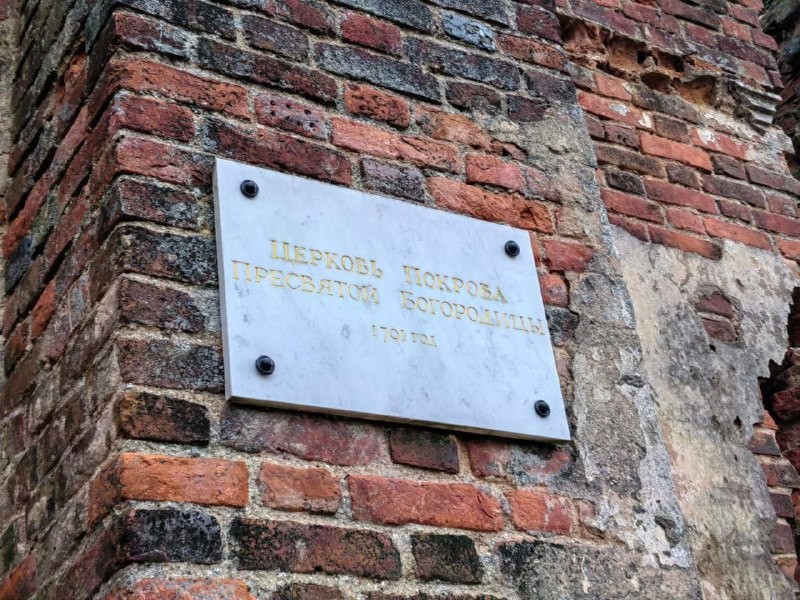 Церковь Покрова
Пресвятой Богородицы
1791 год